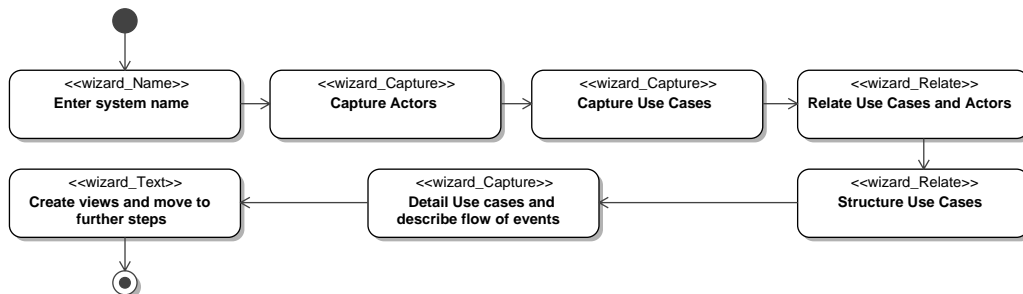 <<wizard_Name>>
Enter system name
<<wizard_Capture>>
Capture Actors
<<wizard_Capture>>
Capture Use Cases
<<wizard_Relate>>
Relate Use Cases and Actors
<<wizard_Relate>>
Structure Use Cases
<<wizard_Capture>>
Detail Use cases and
describe flow of events
<<wizard_Text>>
Create views and move to
further steps